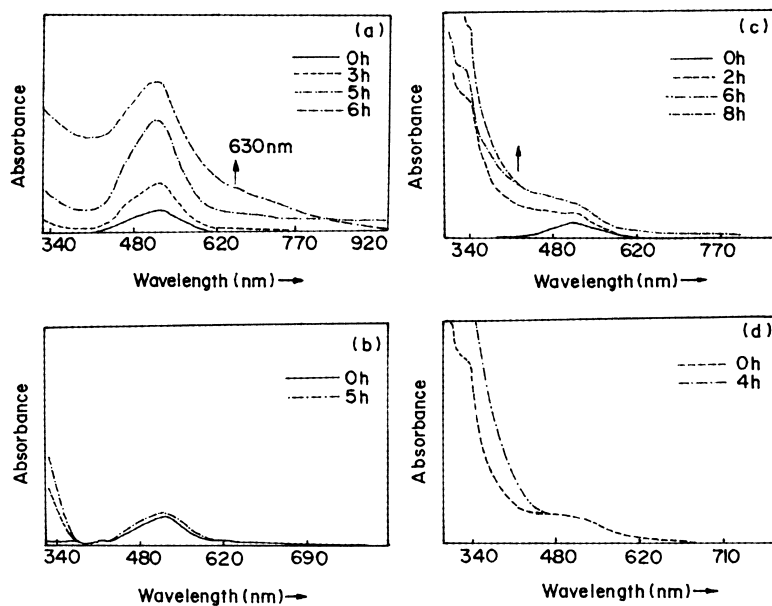 (a)
0h
3h
5h
6h
630nm
Absorbance
340 480 620 770 920
Wavelength (nm) →
(c)
0h
2h
6h
8h
Absorbance
340 480 620 770
Wavelength (nm) →
(b)
0h
5h
Absorbance
340 480 620 690
Wavelength (nm) →
(d)
0h
4h
Absorbance
340 480 620 710
Wavelength (nm) →